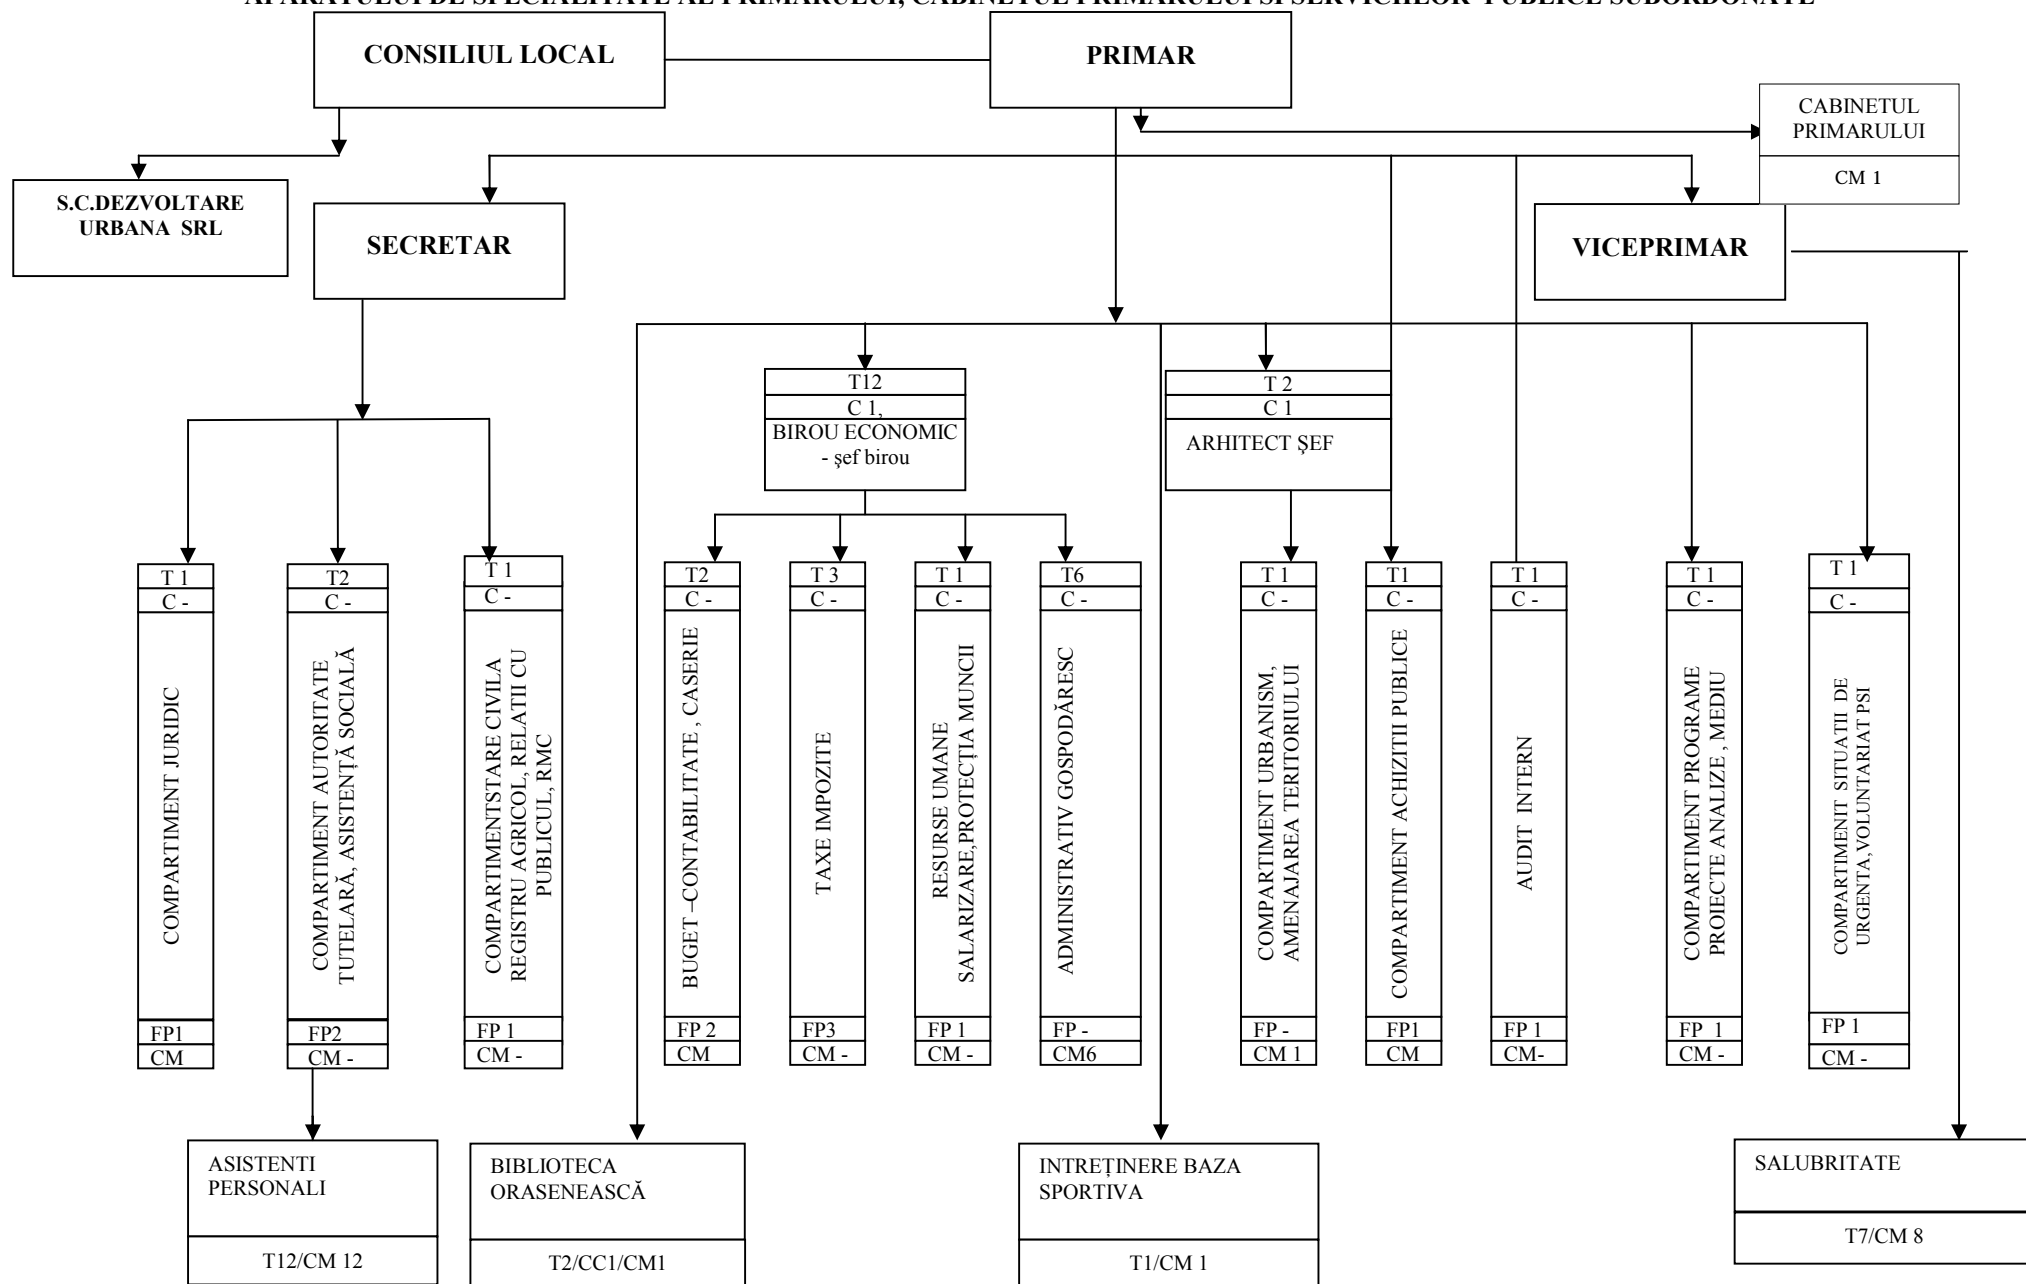 APARATULUI DE SPECIALITATE AL PRIMARULUI, CABINETUL PRIMARULUI SI SERVICIILOR PUBLICE SUBORDONATE
CONSILIUL LOCAL
PRIMAR
CABINETUL
PRIMARULUI
CM 1
S.C.DEZVOLTARE
URBANA SRL
SECRETAR
VICEPRIMAR
T12
C 1,
BIROU ECONOMIC
- şef birou
T 2
C 1
ARHITECT ŞEF
T 1
C -
COMPARTIMENT JURIDIC
FP1
CM
T2
C -
COMPARTIMENT AUTORITATE
TUTELARĂ, ASISTENŢĂ SOCIALĂ
FP2
CM -
T 1
C -
COMPARTIMENTSTARE CIVILA
REGISTRU AGRICOL, RELATII CU
PUBLICUL, RMC
FP 1
CM -
T2
C -
BUGET –CONTABILITATE , CASERIE
FP 2
CM
T 3
C -
TAXE IMPOZITE
FP3
CM -
T 1
C -
RESURSE UMANE
SALARIZARE,PROTECŢIA MUNCII
FP 1
CM -
T6
C -
ADMINISTRATIV GOSPODĂRESC
FP -
CM6
T 1
C -
COMPARTIMENT URBANISM,
AMENAJAREA TERITORIULUI
FP -
CM 1
T1
C -
COMPARTIMENT ACHIZITII PUBLICE
FP1
CM
T 1
C -
AUDIT INTERN
FP 1
CM-
T 1
C -
COMPARTIMENT PROGRAME
PROIECTE ANALIZE , MEDIU
FP 1
CM -
T 1
C -
COMPARTIMENIT SITUATII DE
URGENTA,VOLUNTARIAT PSI
FP 1
CM -
ASISTENTI
PERSONALI
T12/CM 12
BIBLIOTECA
ORASENEASCĂ
T2/CC1/CM1
INTREŢINERE BAZA
SPORTIVA
T1/CM 1
SALUBRITATE
T7/CM 8